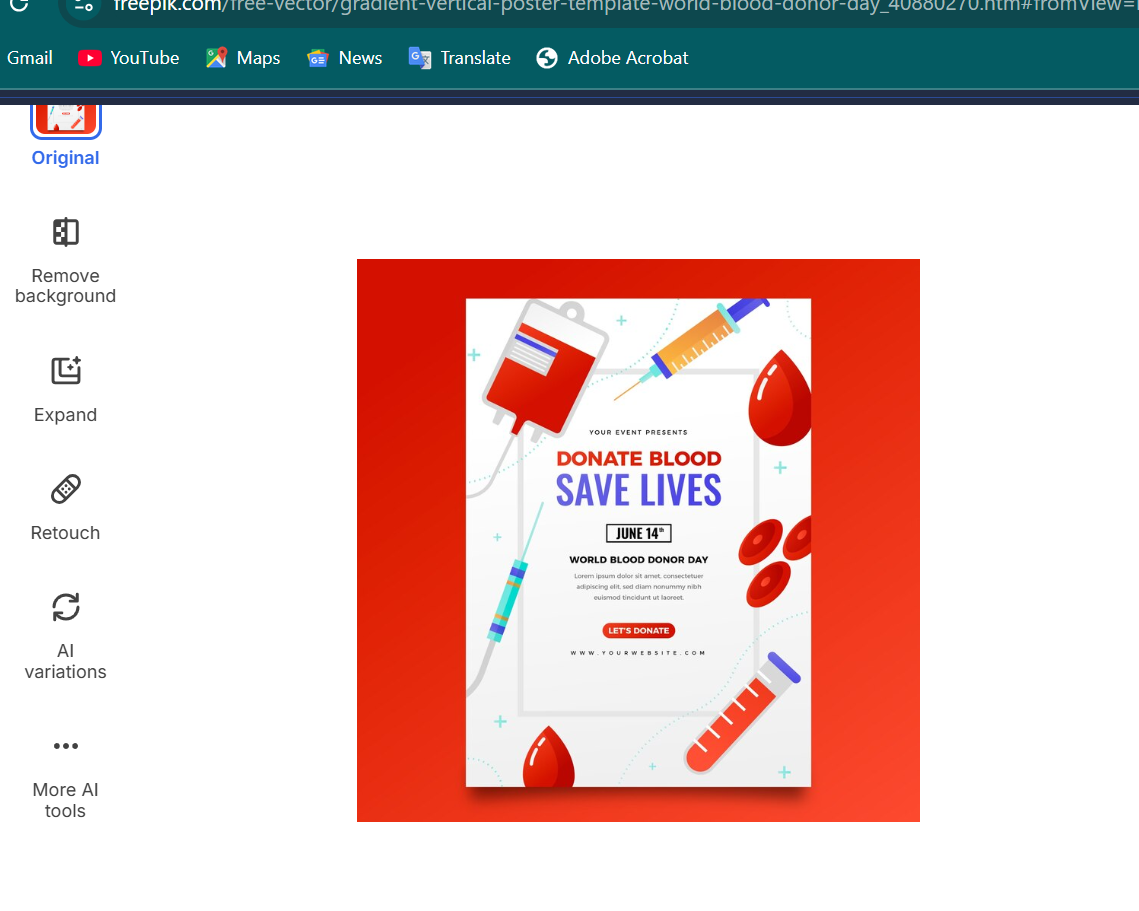 freepik.com/free-vector/gradient-vertical-poster-template-world-blood-donor-day_40880270.htm#fromView=
Gmail YouTube Maps News Translate Adobe Acrobat
Original
Remove
background
Expand
Retouch
AI
variations
More AI
tools
YOUR EVENT PRESENTS
DONATE BLOOD
SAVE LIVES
JUNE 14th
WORLD BLOOD DONOR DAY
Lorem ipsum dolor sit amet, consectetuer
adipiscing elit, sed diam nonummy nibh
euismod tincidunt ut laoreet.
LET'S DONATE
WWW.YOURWEBSITE.COM